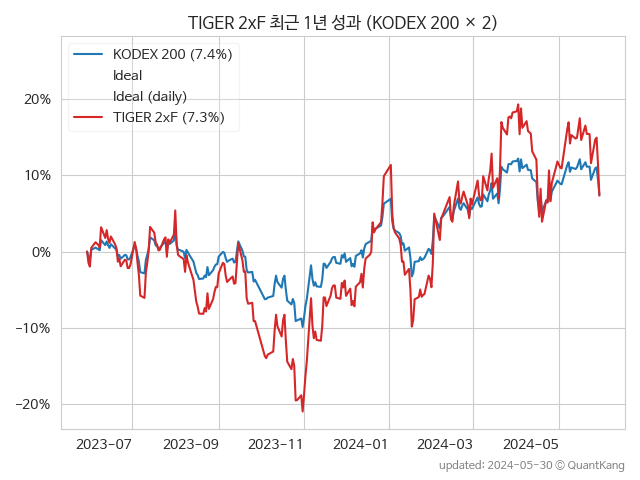 TIGER 2xF 최근 1년 성과 (KODEX 200 × 2)
KODEX 200 (7.4%)
Ideal
Ideal (daily)
TIGER 2xF (7.3%)
20%
10%
0%
−10%
−20%
2023-07
2023-09
2023-11
2024-01
2024-03
2024-05
updated: 2024-05-30 © QuantKang